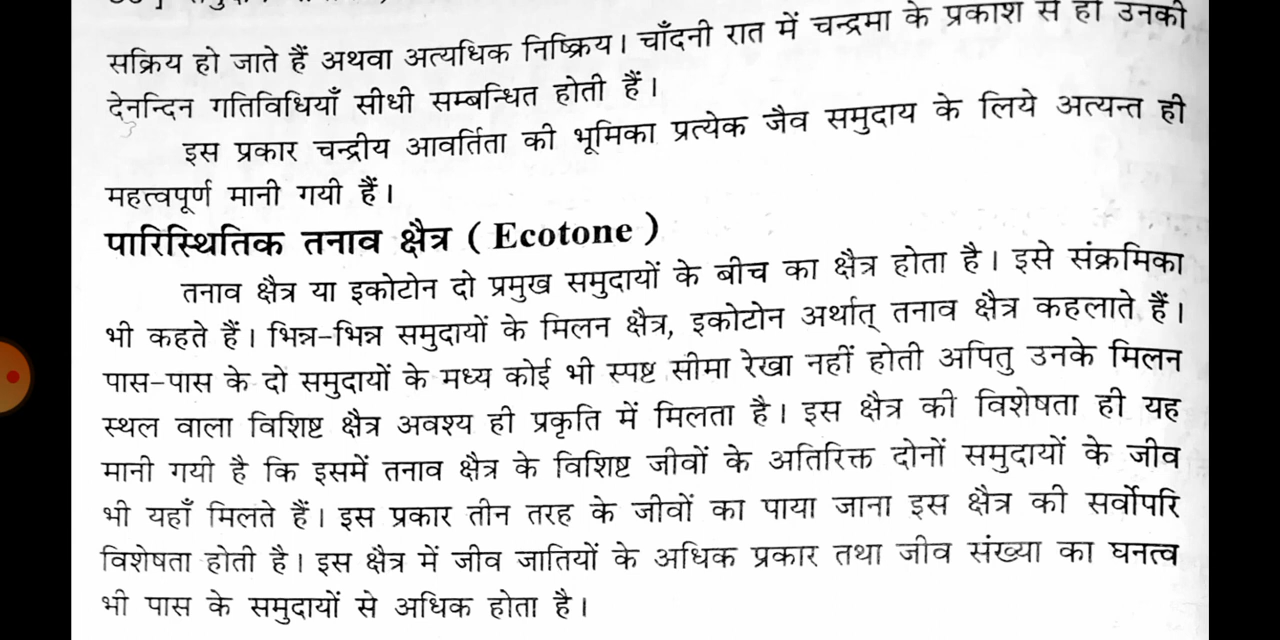 सक्रिय हो जाते हैं अथवा अत्यधिक निष्क्रिय। चाँदनी रात में चन्द्रमा के प्रकाश से ही उनकी
देनन्दिन गतिविधियाँ सीधी सम्बन्धित होती हैं।
इस प्रकार चन्द्रीय आवर्तिता की भूमिका प्रत्येक जैव समुदाय के लिये अत्यन्त ही
महत्वपूर्ण मानी गयी हैं।
पारिस्थितिक तनाव क्षैत्र ( Ecotone )
तनाव क्षैत्र या इकोटोन दो प्रमुख समुदायों के बीच का क्षैत्र होता है। इसे संक्रमिका
भी कहते हैं। भिन्न-भिन्न समुदायों के मिलन क्षैत्र, इकोटोन अर्थात् तनाव क्षैत्र कहलाते हैं।
पास-पास के दो समुदायों के मध्य कोई भी स्पष्ट सीमा रेखा नहीं होती अपितु उनके मिलन
स्थल वाला विशिष्ट क्षैत्र अवश्य ही प्रकृति में मिलता है। इस क्षैत्र की विशेषता ही यह
मानी गयी है कि इसमें तनाव क्षैत्र के विशिष्ट जीवों के अतिरिक्त दोनों समुदायों के जीव
भी यहाँ मिलते हैं। इस प्रकार तीन तरह के जीवों का पाया जाना इस क्षैत्र की सर्वोपरि
विशेषता होती है। इस क्षैत्र में जीव जातियों के अधिक प्रकार तथा जीव संख्या का घनत्व
भी पास के समुदायों से अधिक होता है।